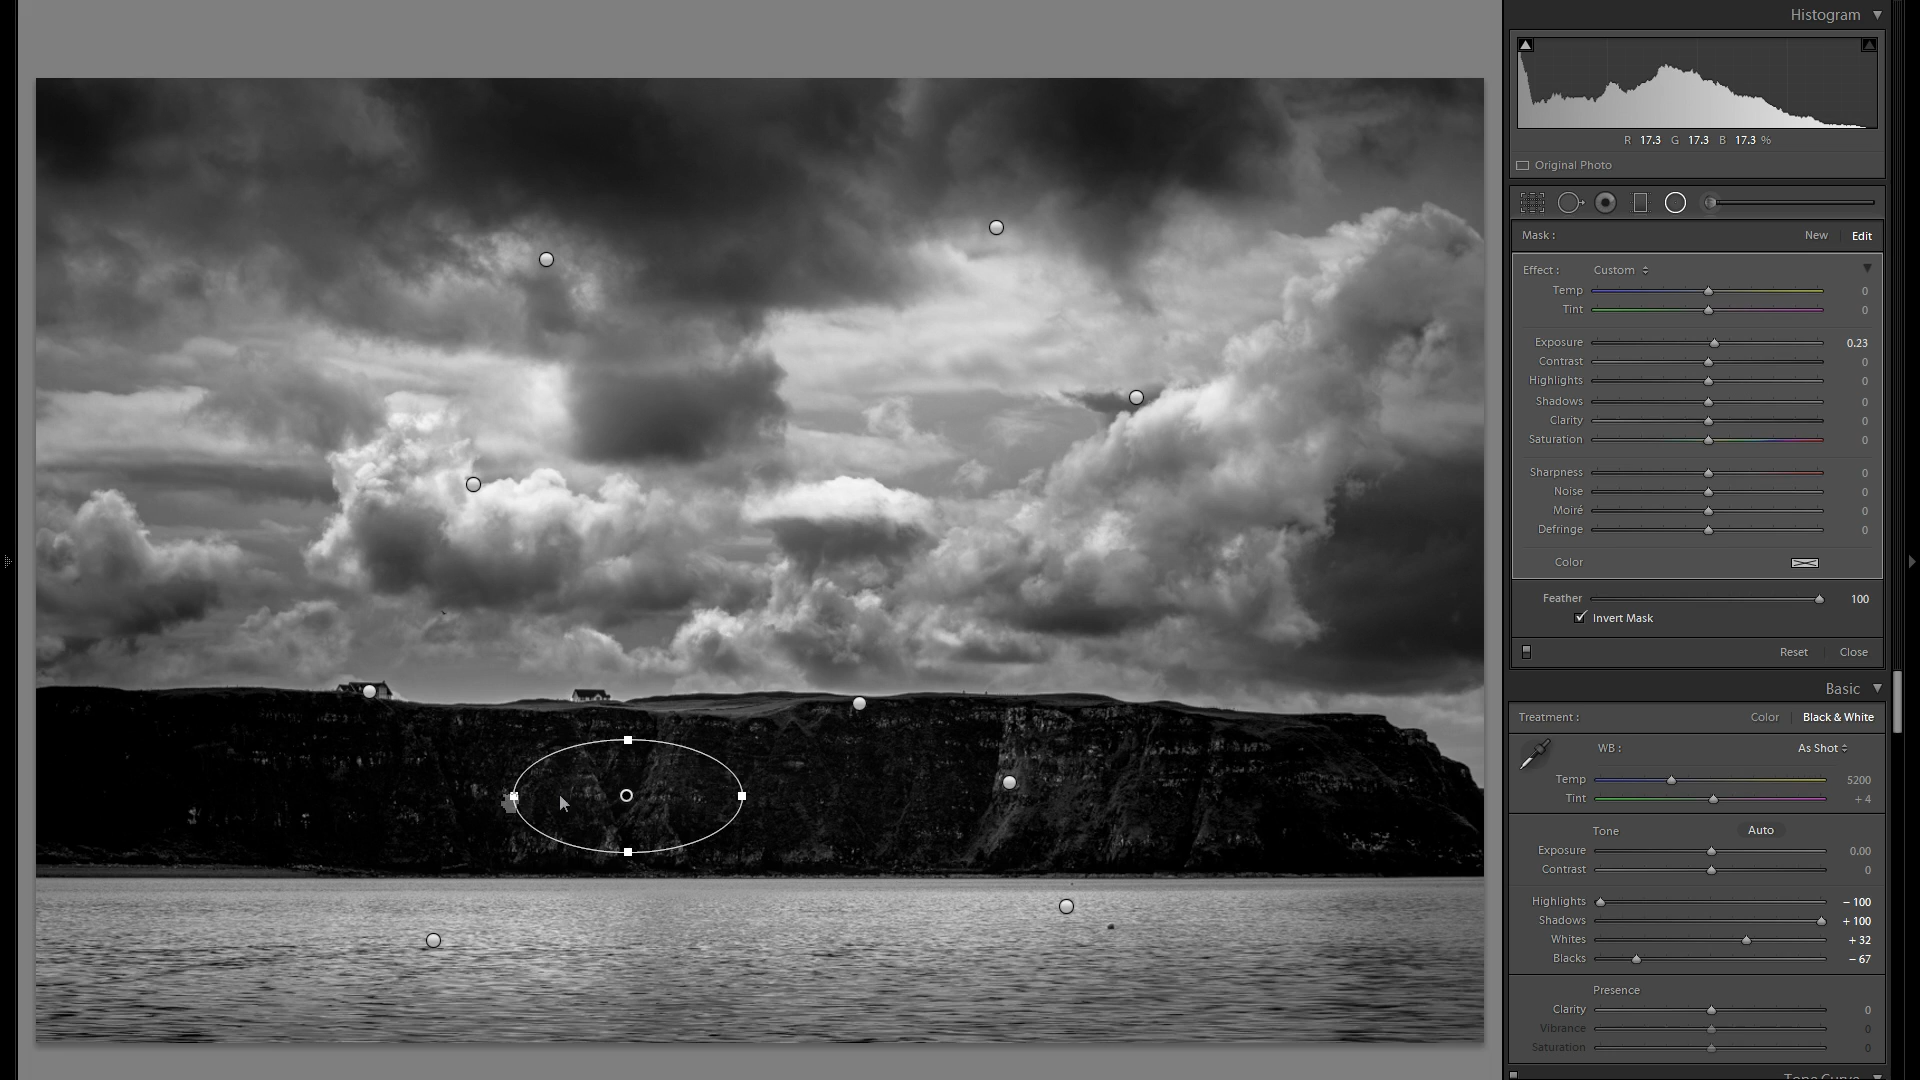 Histogram
R 17.3 G 17.3 B 17.3 %
Original Photo
Mask : New Edit
Effect : Custom
Temp 0
Tint 0
Exposure 0.23
Contrast 0
Highlights 0
Shadows 0
Clarity 0
Saturation 0
Sharpness 0
Noise 0
Moiré 0
Defringe 0
Color
Feather 100
Invert Mask
Reset Close
Basic
Treatment : Color Black & White
WB : As Shot
Temp 5200
Tint + 4
Tone Auto
Exposure 0.00
Contrast 0
Highlights − 100
Shadows + 100
Whites + 32
Blacks − 67
Presence
Clarity 0
Vibrance 0
Saturation 0
Tone Curve